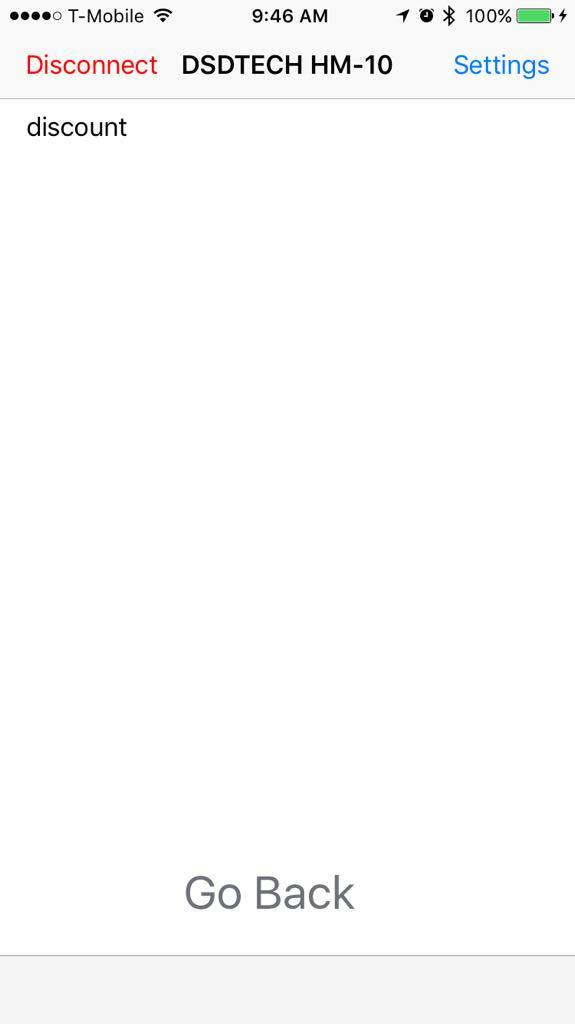 T-Mobile 9:46 AM 100%
Disconnect DSDTECH HM-10 Settings
discount
Go Back